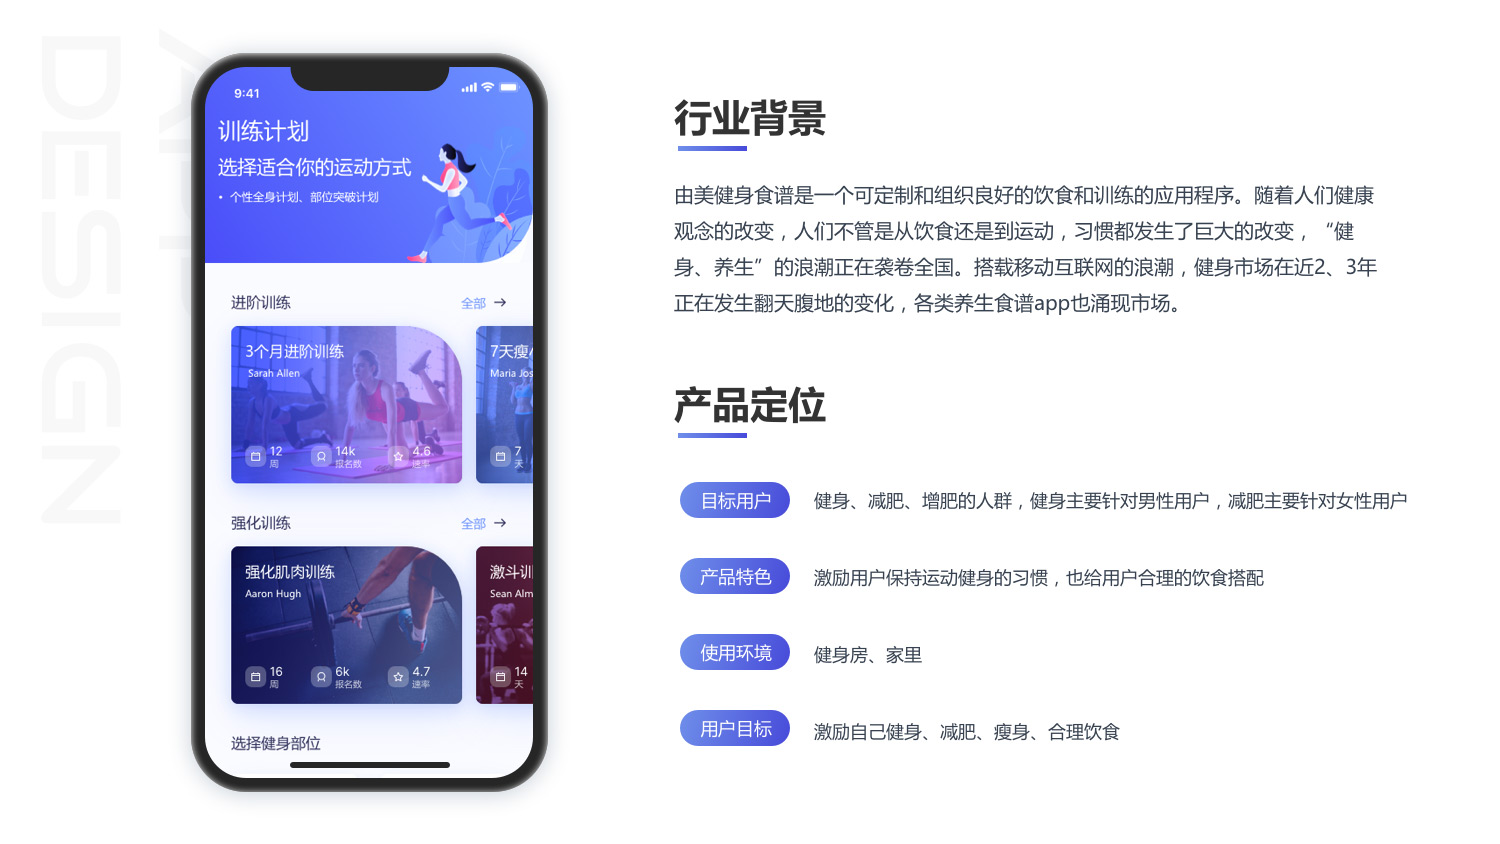 APP
DESIGN
9:41
训练计划
选择适合你的运动方式
• 个性全身计划、部位突破计划
进阶训练
全部
3个月进阶训练
Sarah Allen
12
周
14k
报名数
4.6
速率
7天瘦
Maria Jos
7
天
强化训练
全部
强化肌肉训练
Aaron Hugh
16
周
6k
报名数
4.7
速率
激斗训
Sean Alm
14
天
选择健身部位
行业背景
由美健身食谱是一个可定制和组织良好的饮食和训练的应用程序。随着人们健康
观念的改变，人们不管是从饮食还是到运动，习惯都发生了巨大的改变，“健
身、养生”的浪潮正在袭卷全国。搭载移动互联网的浪潮，健身市场在近2、3年
正在发生翻天腹地的变化，各类养生食谱app也涌现市场。
产品定位
目标用户
健身、减肥、增肥的人群，健身主要针对男性用户，减肥主要针对女性用户
产品特色
激励用户保持运动健身的习惯，也给用户合理的饮食搭配
使用环境
健身房、家里
用户目标
激励自己健身、减肥、瘦身、合理饮食